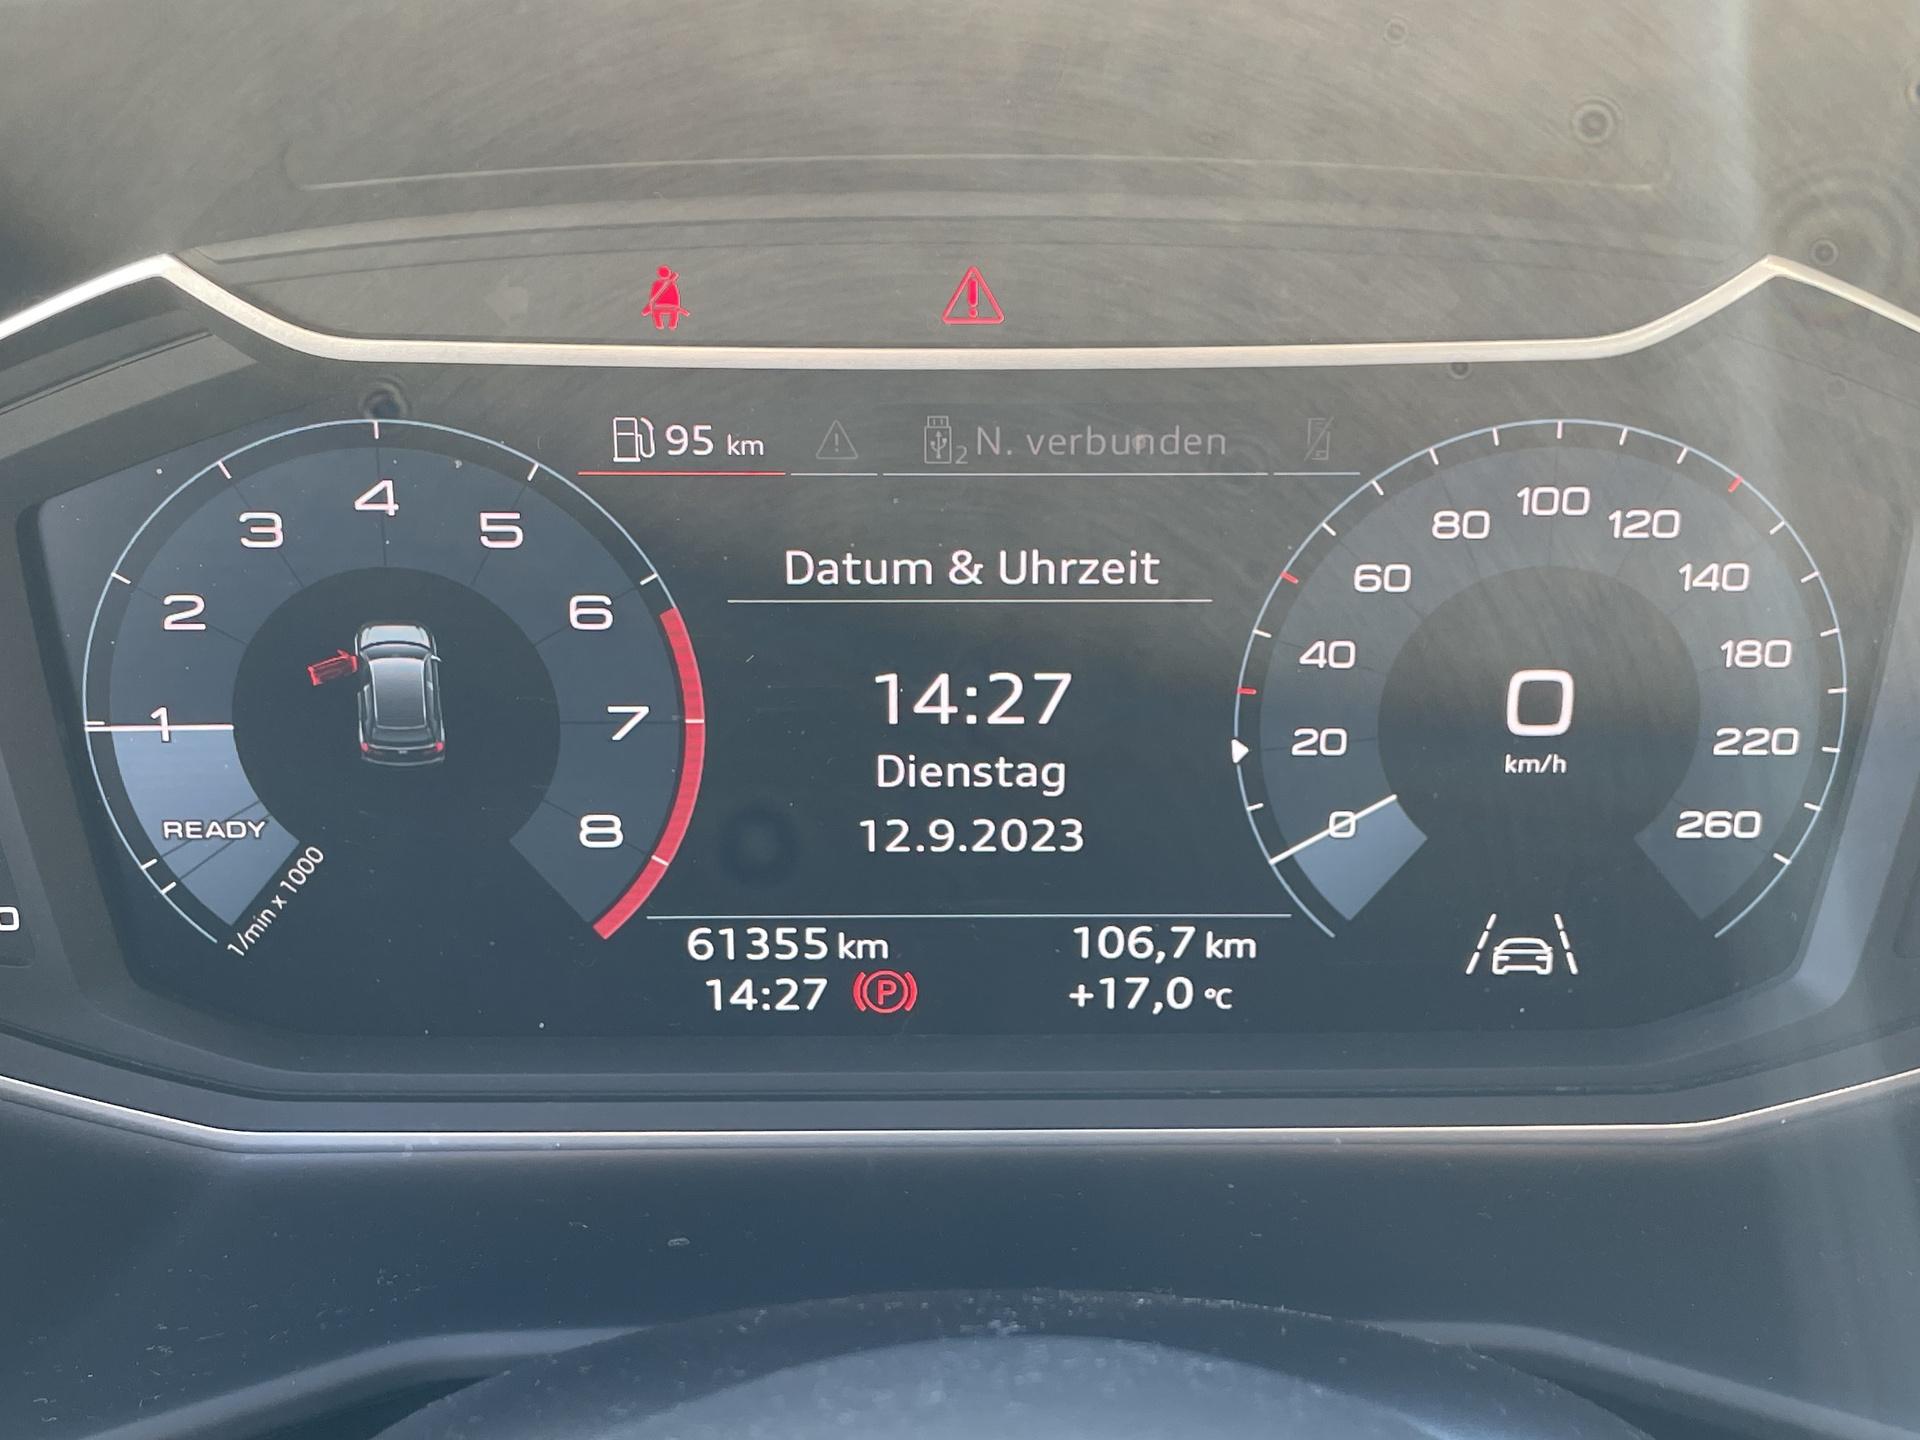 95 km
2 N. verbunden
Datum & Uhrzeit
14:27
Dienstag
12.9.2023
61355 km
106,7 km
14:27
P
+17,0 °C
READY
1
2
3
4
5
6
7
8
1/min x 1000
0
20
40
60
80
100
120
140
180
220
260
0
km/h